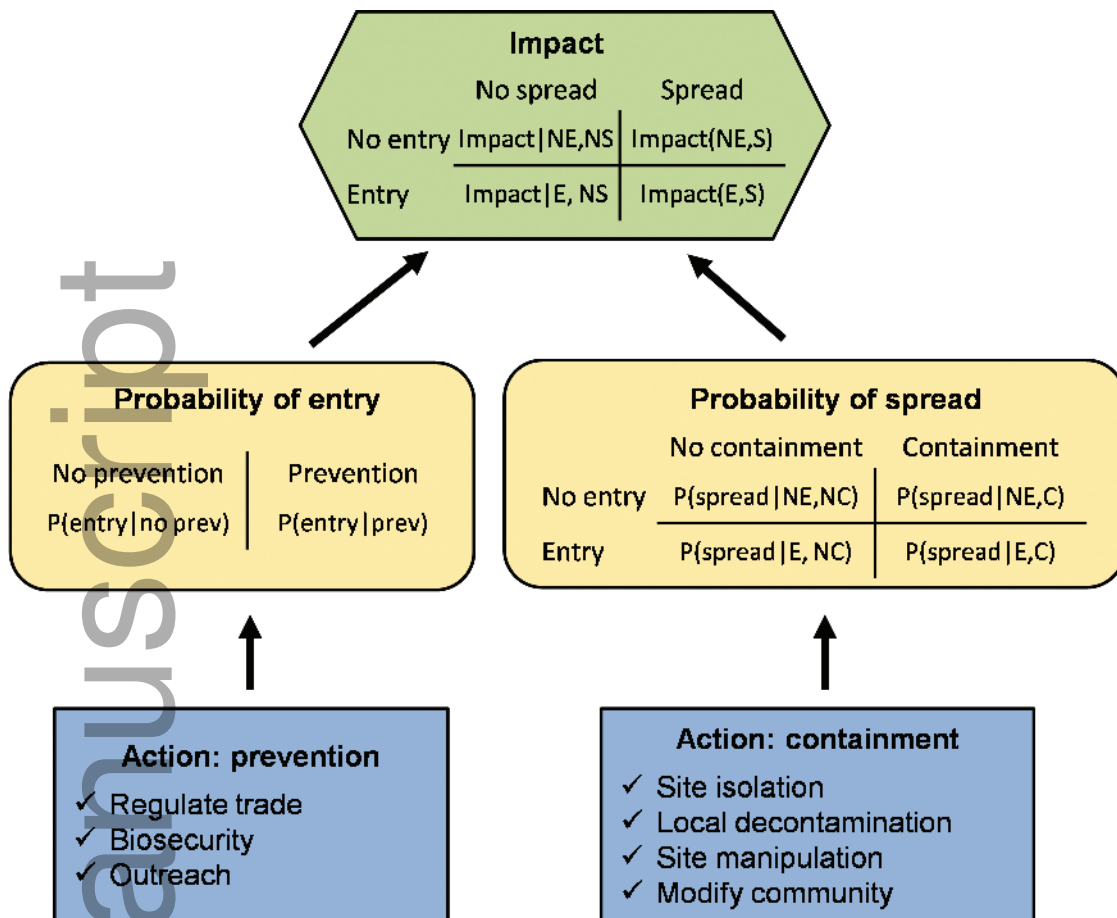 Impact
No spread Spread
No entry Impact|NE,NS Impact(NE,S)
Entry Impact|E, NS Impact(E,S)
Probability of entry
No prevention Prevention
P(entry|no prev) P(entry|prev)
Probability of spread
No containment Containment
No entry P(spread|NE,NC) P(spread|NE,C)
Entry P(spread|E, NC) P(spread|E,C)
Action: prevention
✓ Regulate trade
✓ Biosecurity
✓ Outreach
Action: containment
✓ Site isolation
✓ Local decontamination
✓ Site manipulation
✓ Modify community
anuscript